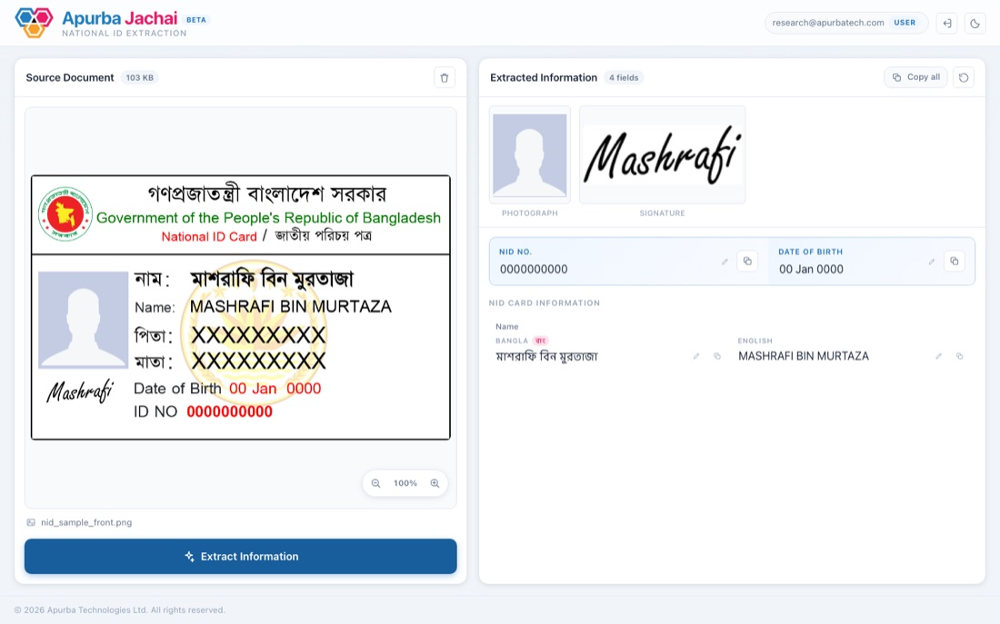 Apurba Jachai BETA
NATIONAL ID EXTRACTION
research@apurbatech.com USER
Source Document 103 KB
গণপ্রজাতন্ত্রী বাংলাদেশ সরকার
Government of the People's Republic of Bangladesh
National ID Card / জাতীয় পরিচয় পত্র
নাম: মাশরাফি বিন মুরতাজা
Name: MASHRAFI BIN MURTAZA
পিতা: XXXXXXXXX
মাতা: XXXXXXXXX
Mashrafi
Date of Birth 00 Jan 0000
ID NO 0000000000
100%
nid_sample_front.png
Extract Information
Extracted Information 4 fields
Copy all
Mashrafi
PHOTOGRAPH
SIGNATURE
NID NO.
0000000000
DATE OF BIRTH
00 Jan 0000
NID CARD INFORMATION
Name
BANGLA বাং
মাশরাফি বিন মুরতাজা
ENGLISH
MASHRAFI BIN MURTAZA
© 2026 Apurba Technologies Ltd. All rights reserved.